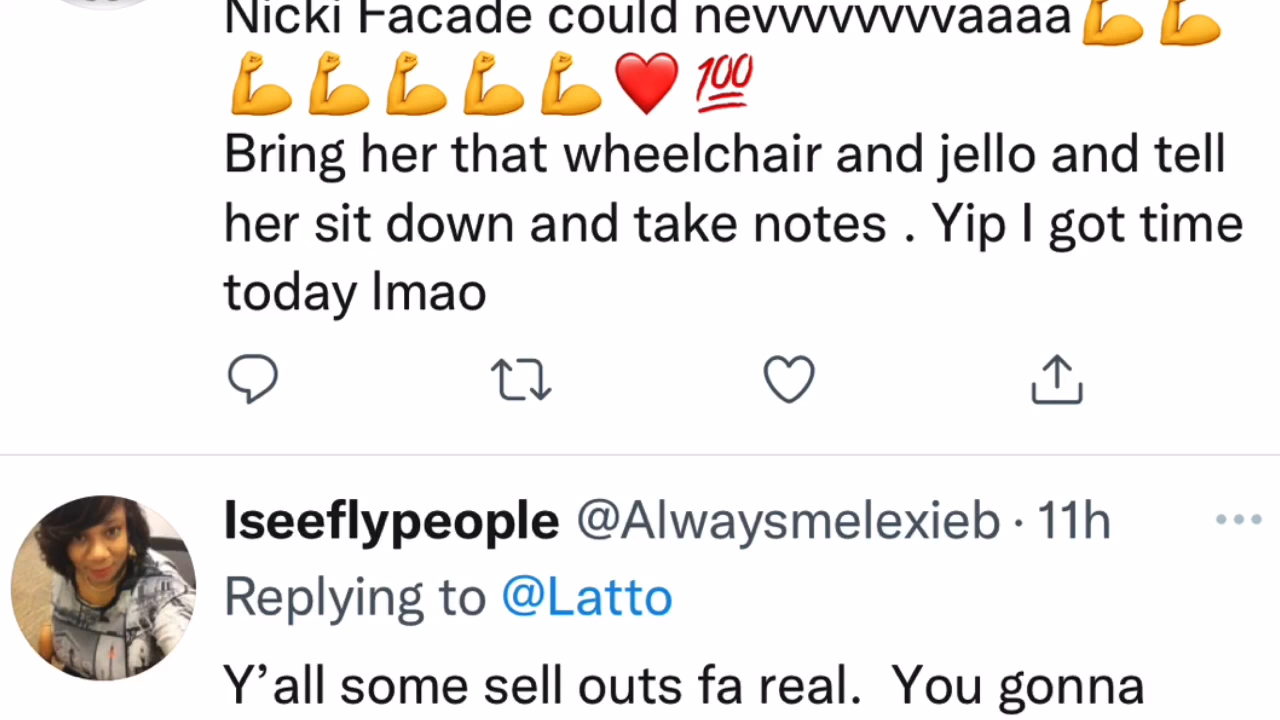 Nicki Facade could nevvvvvvvvvaaaa💪💪
💪💪💪💪💪❤️💯
Bring her that wheelchair and jello and tell
her sit down and take notes . Yip I got time
today lmao
Iseeflypeople @Alwaysmelexieb · 11h
Replying to @Latto
Y’all some sell outs fa real.  You gonna